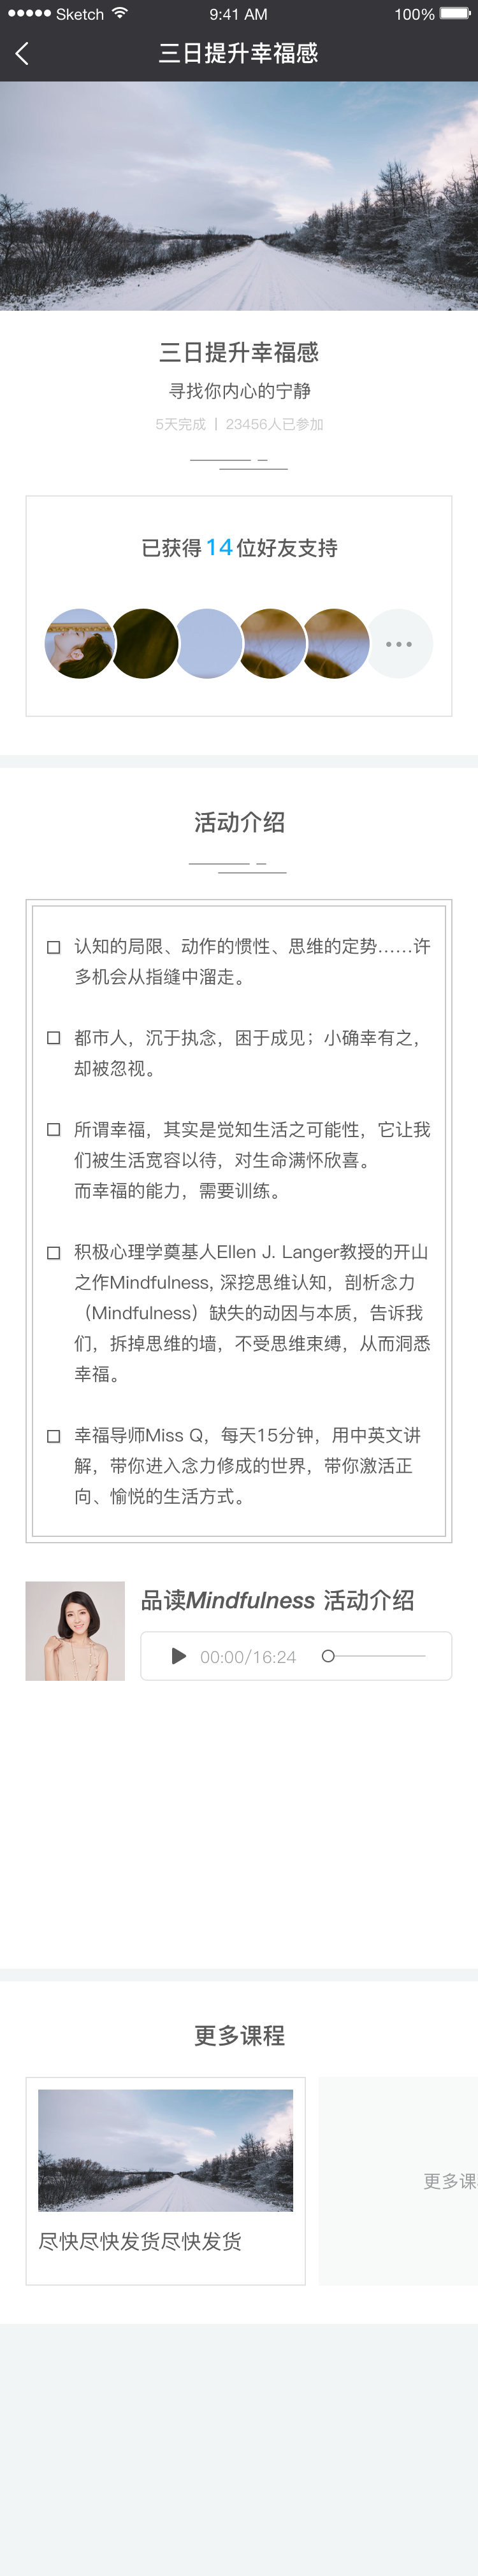 Sketch 9:41 AM 100%
三日提升幸福感
三日提升幸福感
寻找你内心的宁静
5天完成 | 23456人已参加
已获得14位好友支持
活动介绍
认知的局限、动作的惯性、思维的定势……许
多机会从指缝中溜走。
都市人，沉于执念，困于成见；小确幸有之，
却被忽视。
所谓幸福，其实是觉知生活之可能性，它让我
们被生活宽容以待，对生命满怀欣喜。
而幸福的能力，需要训练。
积极心理学奠基人Ellen J. Langer教授的开山
之作Mindfulness, 深挖思维认知，剖析念力
（Mindfulness）缺失的动因与本质，告诉我
们，拆掉思维的墙，不受思维束缚，从而洞悉
幸福。
幸福导师Miss Q，每天15分钟，用中英文讲
解，带你进入念力修成的世界，带你激活正
向、愉悦的生活方式。
品读Mindfulness 活动介绍
00:00/16:24
更多课程
尽快尽快发货尽快发货
更多课